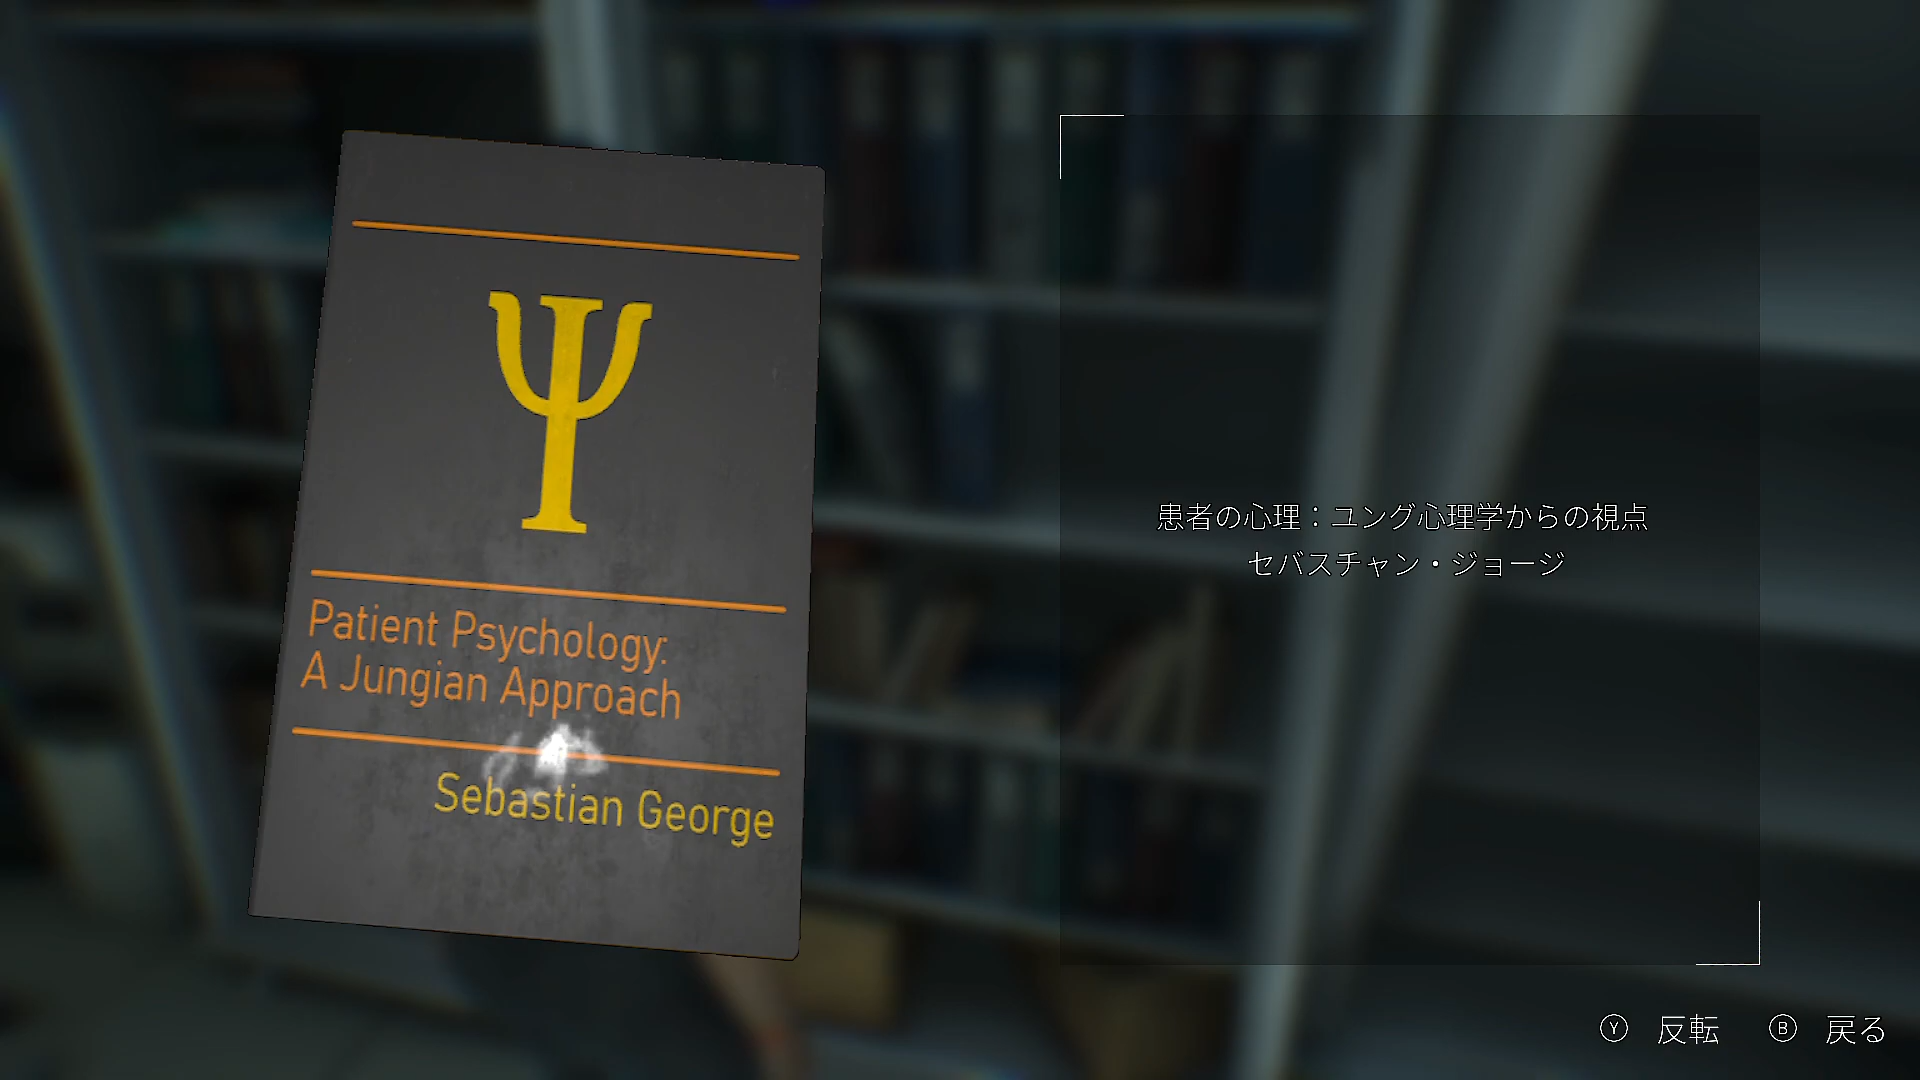 Ψ
Patient Psychology:
A Jungian Approach
Sebastian George
患者の心理：ユング心理学からの視点
セバスチャン・ジョージ
Y 反転 B 戻る